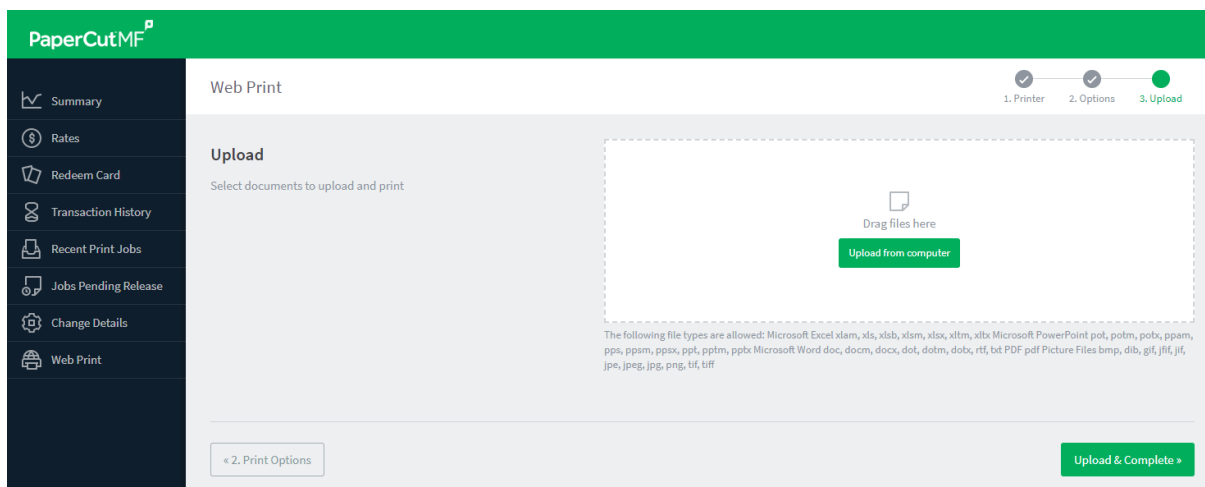 PaperCutMF
Summary
Rates
Redeem Card
Transaction History
Recent Print Jobs
Jobs Pending Release
Change Details
Web Print
Web Print
1. Printer
2. Options
3. Upload
Upload
Select documents to upload and print
Drag files here
Upload from computer
The following file types are allowed: Microsoft Excel xlam, xls, xlsb, xlsm, xlsx, xltm, xltx Microsoft PowerPoint pot, potm, potx, ppam,
pps, ppsm, ppsx, ppt, pptm, pptx Microsoft Word doc, docm, docx, dot, dotm, dotx, rtf, txt PDF pdf Picture Files bmp, dib, gif, jfif, jif,
jpe, jpeg, jpg, png, tif, tiff
« 2. Print Options
Upload & Complete »